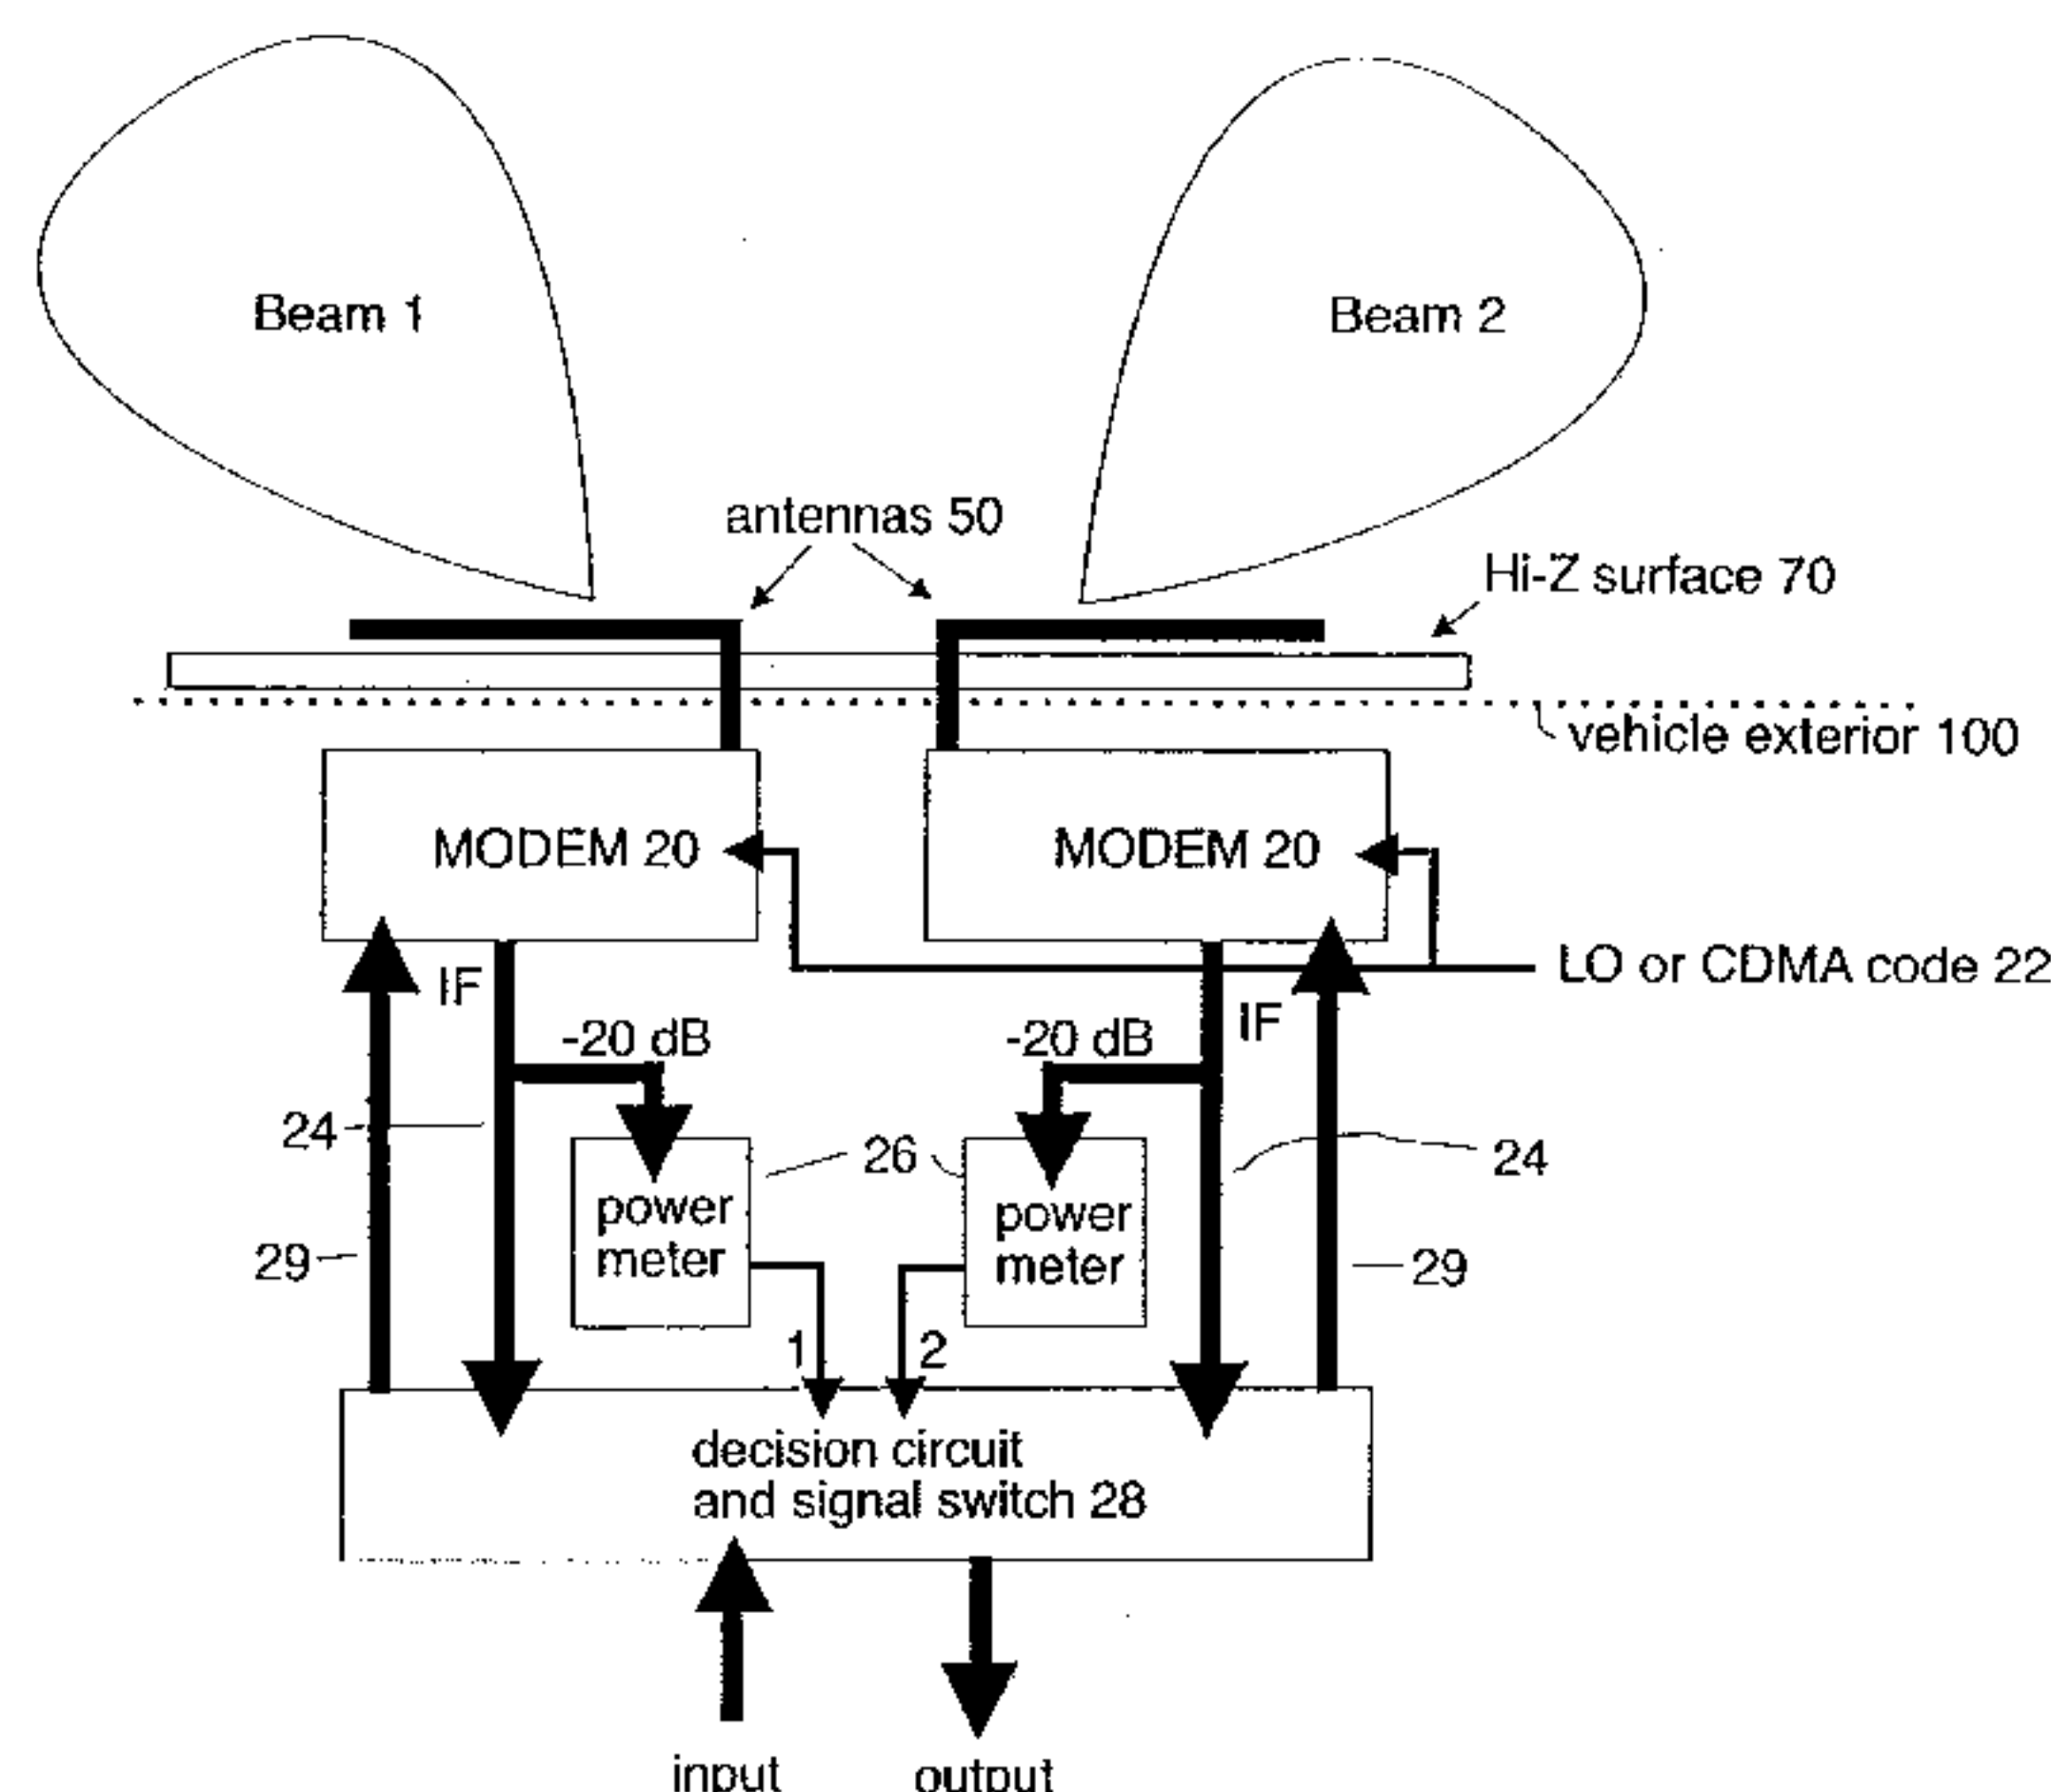 Beam 1
Beam 2
antennas 50
Hi-Z surface 70
vehicle exterior 100
MODEM 20
MODEM 20
LO or CDMA code 22
IF
IF
-20 dB
-20 dB
24
26
24
power
meter
power
meter
29
29
1
2
decision circuit
and signal switch 28
input
output